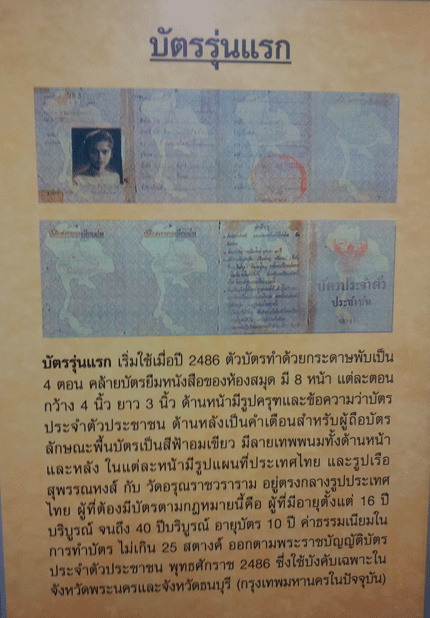 บัตรรุ่นแรก
บัตรประจำตัว
ประชาชน
บัตรรุ่นแรก เริ่มใช้เมื่อปี 2486 ตัวบัตรทำด้วยกระดาษพับเป็น
4 ตอน คล้ายบัตรยืมหนังสือของห้องสมุด มี 8 หน้า แต่ละตอน
กว้าง 4 นิ้ว ยาว 3 นิ้ว ด้านหน้ามีรูปครุฑและข้อความว่าบัตร
ประจำตัวประชาชน ด้านหลังเป็นคำเตือนสำหรับผู้ถือบัตร
ลักษณะพื้นบัตรเป็นสีฟ้าอมเขียว มีลายเทพพนมทั้งด้านหน้า
และหลัง ในแต่ละหน้ามีรูปแผนที่ประเทศไทย และรูปเรือ
สุพรรณหงส์ กับ วัดอรุณราชวราราม อยู่ตรงกลางรูปประเทศ
ไทย ผู้ที่ต้องมีบัตรตามกฎหมายนี้คือ ผู้ที่มีอายุตั้งแต่ 16 ปี
บริบูรณ์ จนถึง 40 ปีบริบูรณ์ อายุบัตร 10 ปี ค่าธรรมเนียมใน
การทำบัตร ไม่เกิน 25 สตางค์ ออกตามพระราชบัญญัติบัตร
ประจำตัวประชาชน พุทธศักราช 2486 ซึ่งใช้บังคับเฉพาะใน
จังหวัดพระนครและจังหวัดธนบุรี (กรุงเทพมหานครในปัจจุบัน)